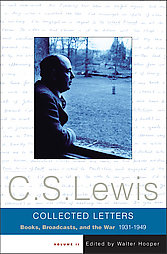 C.S. Lewis
COLLECTED LETTERS
Books, Broadcasts, and the War 1931-1949
VOLUME II Edited by Walter Hooper